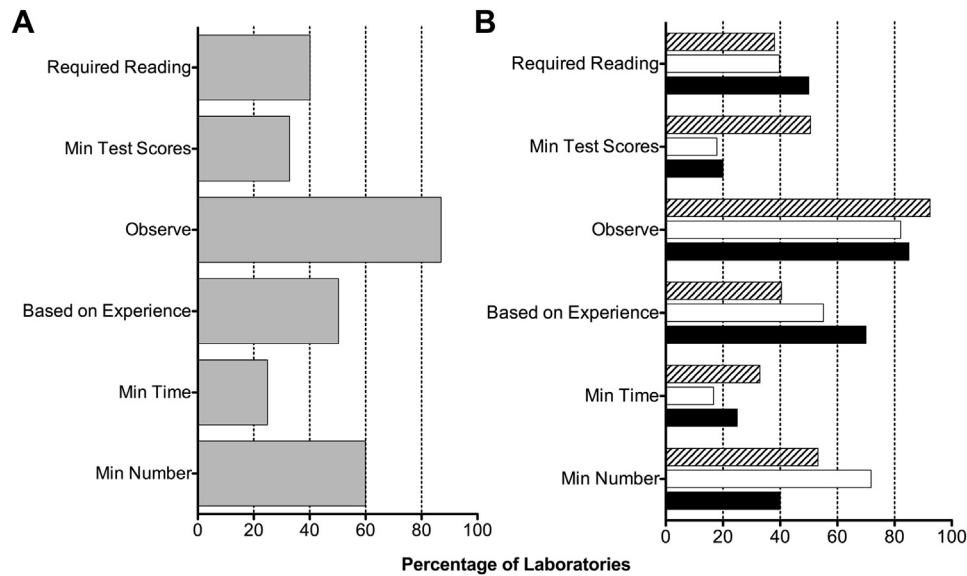 A
Required Reading
Min Test Scores
Observe
Based on Experience
Min Time
Min Number
0 20 40 60 80 100
B
Required Reading
Min Test Scores
Observe
Based on Experience
Min Time
Min Number
0 20 40 60 80 100
Percentage of Laboratories